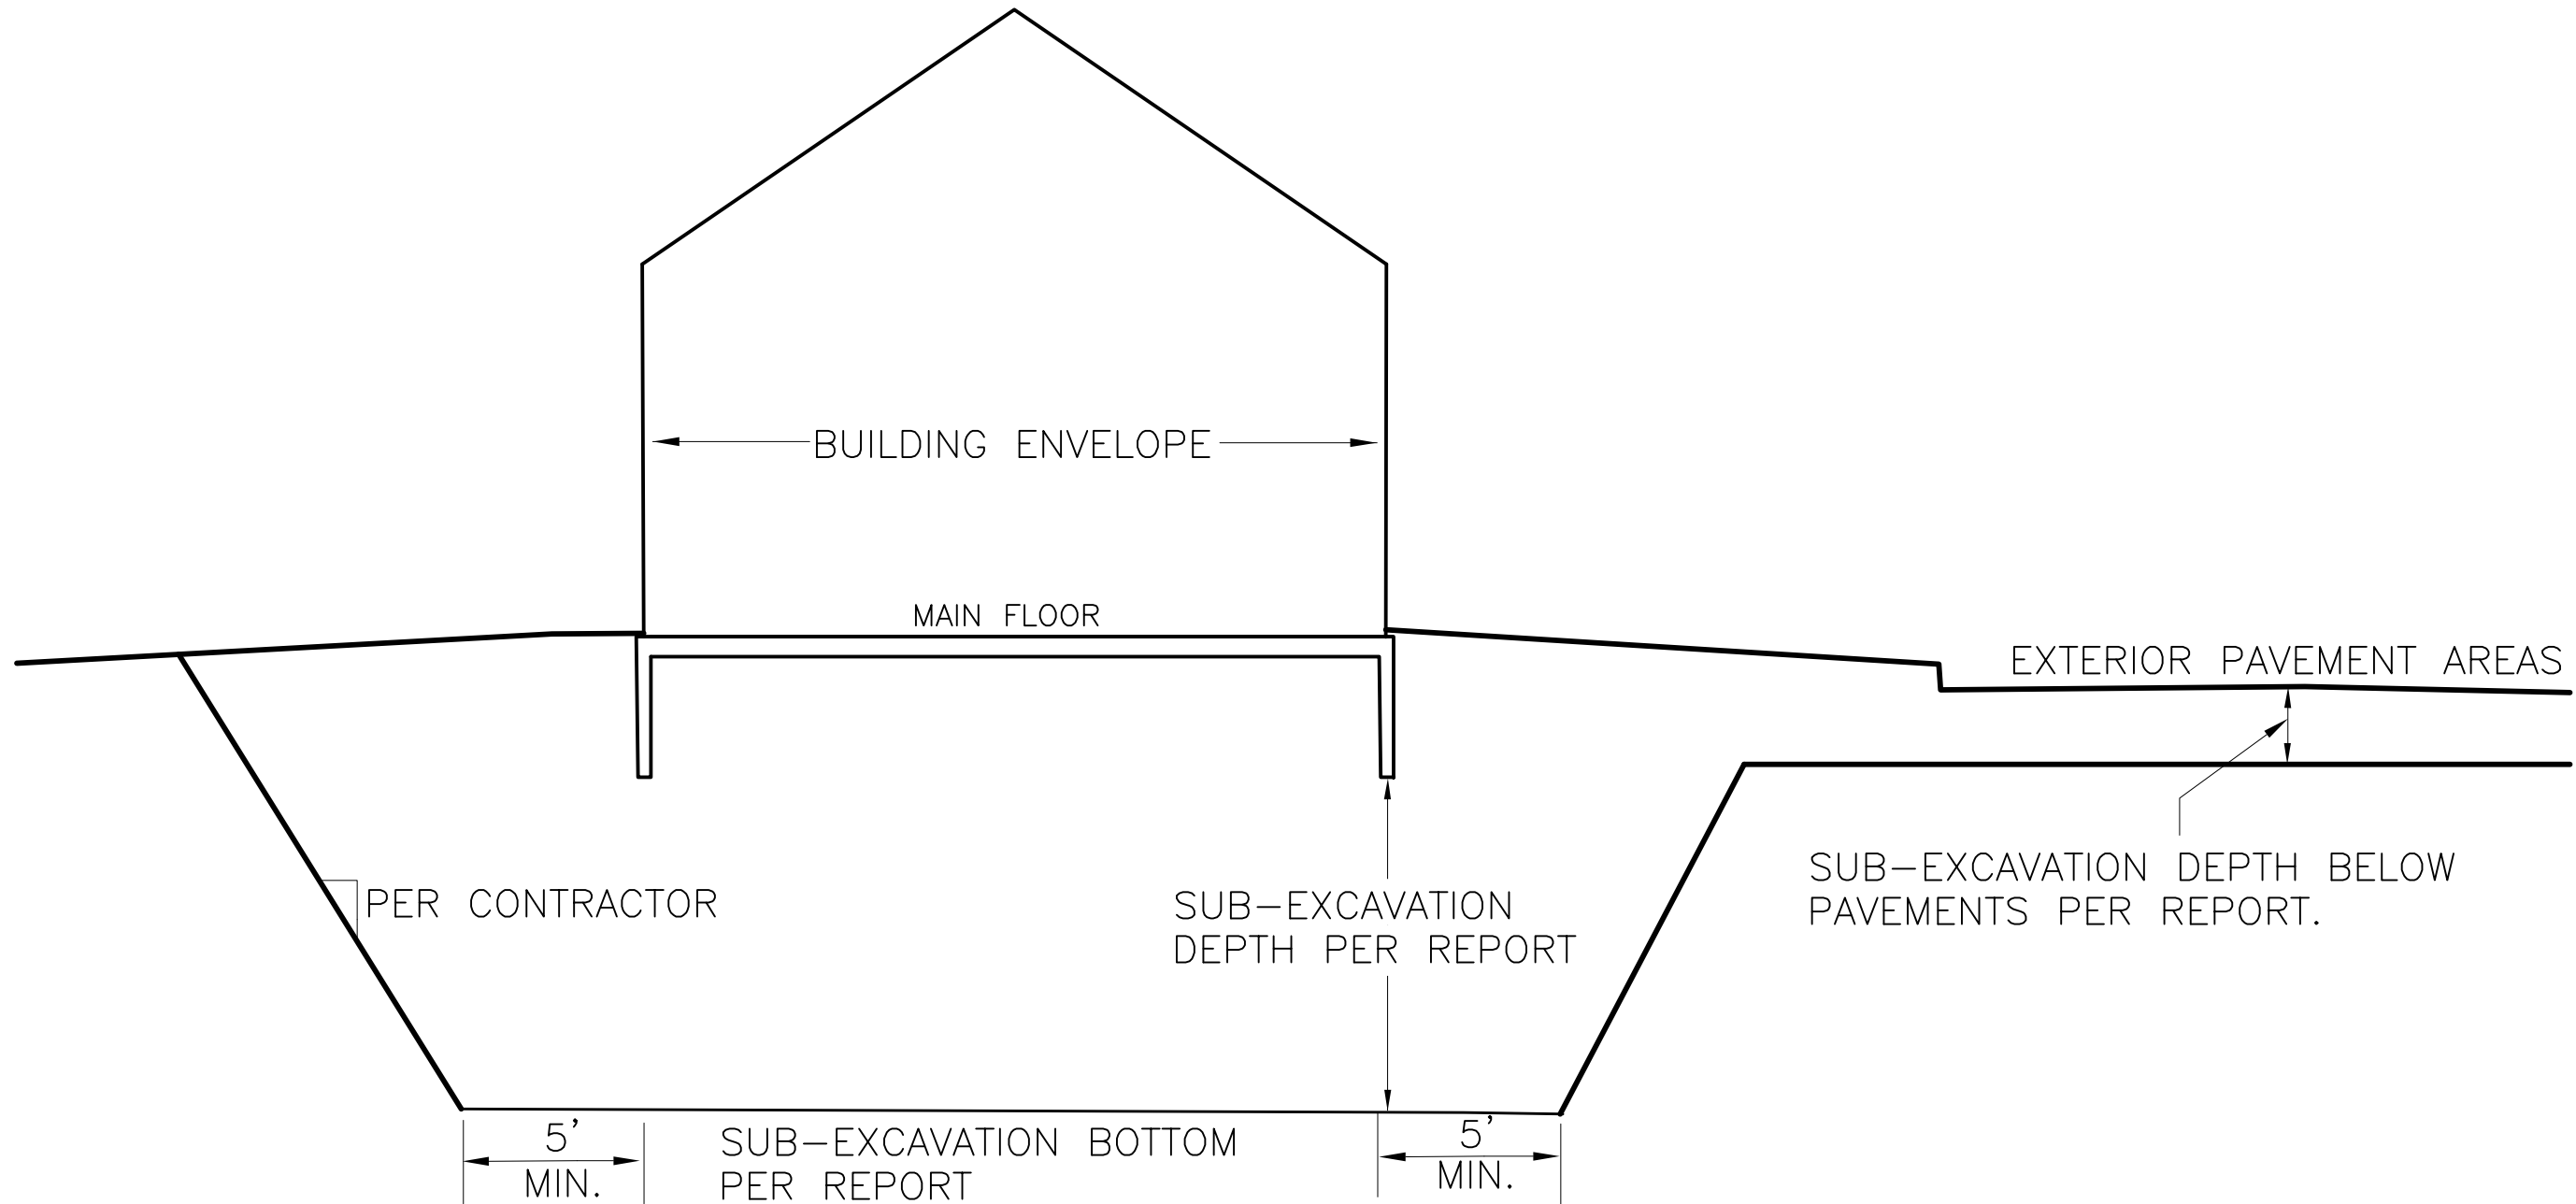 BUILDING ENVELOPE
MAIN FLOOR
EXTERIOR PAVEMENT AREAS
PER CONTRACTOR
SUB-EXCAVATION
DEPTH PER REPORT
SUB-EXCAVATION DEPTH BELOW
PAVEMENTS PER REPORT.
5'
MIN.
SUB-EXCAVATION BOTTOM
PER REPORT
5'
MIN.